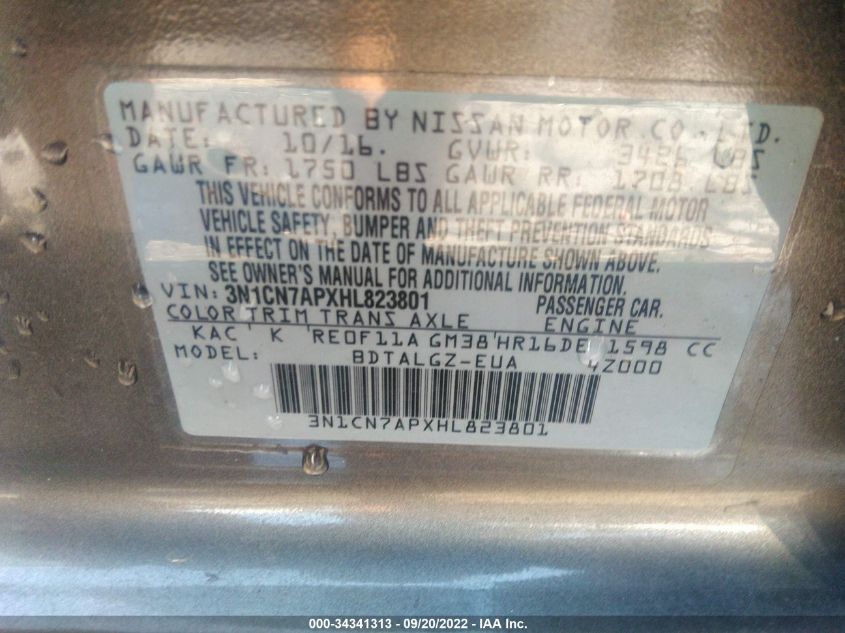 MANUFACTURED BY NISSAN MOTOR CO., LTD.
DATE: 10/16. GVWR: 3426 LBS
GAWR FR: 1750 LBS GAWR RR: 1708 LBS
THIS VEHICLE CONFORMS TO ALL APPLICABLE FEDERAL MOTOR
VEHICLE SAFETY, BUMPER AND THEFT PREVENTION STANDARDS
IN EFFECT ON THE DATE OF MANUFACTURE SHOWN ABOVE.
SEE OWNER'S MANUAL FOR ADDITIONAL INFORMATION.
VIN: 3N1CN7APXHL823801 PASSENGER CAR.
COLOR TRIM TRANS AXLE ENGINE
KAC K RE0F11A GM38 HR16DE 1598 CC
MODEL: BDTALGZ-EUA 4Z000
3N1CN7APXHL823801
000-34341313 - 09/20/2022 - IAA Inc.